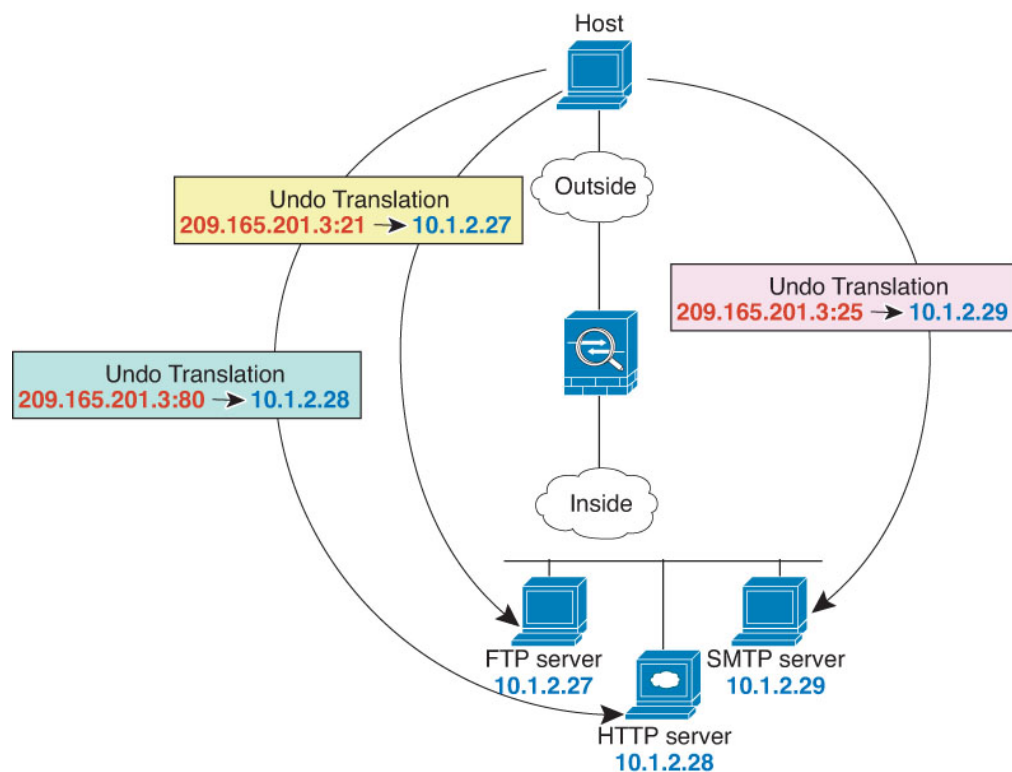 Host
Outside
Undo Translation
209.165.201.3:21 → 10.1.2.27
Undo Translation
209.165.201.3:25 → 10.1.2.29
Undo Translation
209.165.201.3:80 → 10.1.2.28
Inside
FTP server
10.1.2.27
SMTP server
10.1.2.29
HTTP server
10.1.2.28